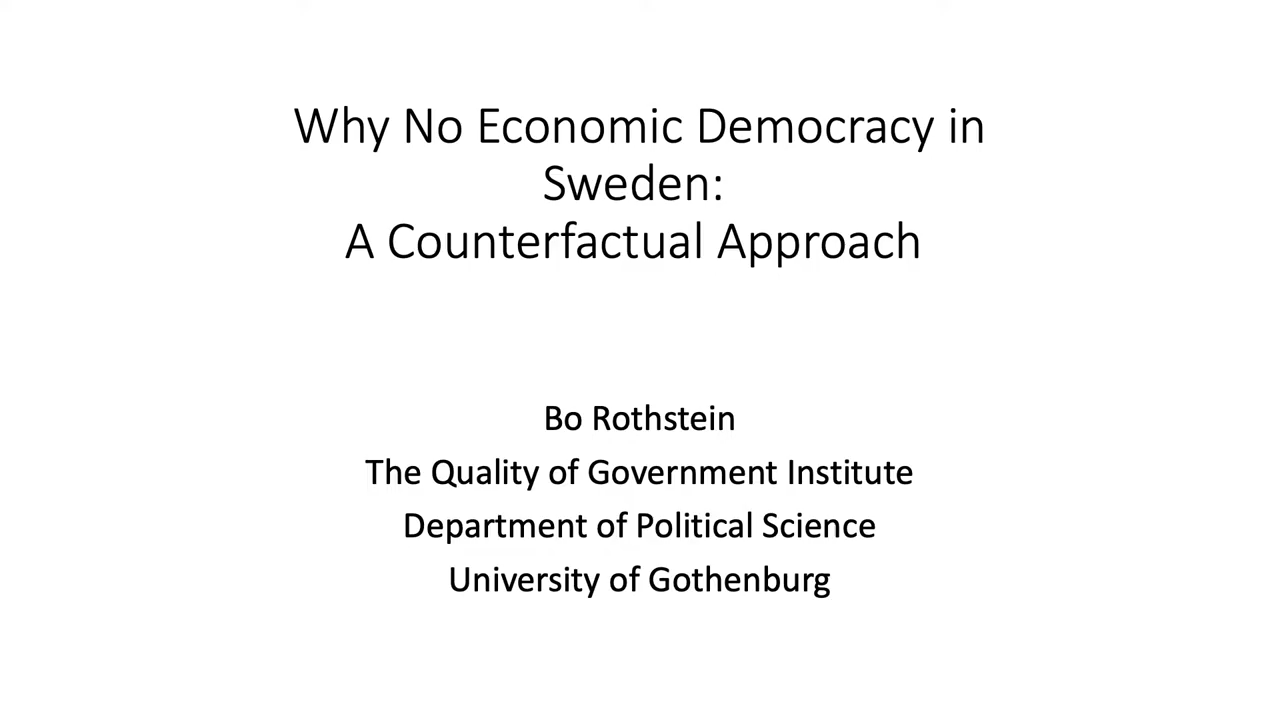 Why No Economic Democracy in
Sweden:
A Counterfactual Approach
Bo Rothstein
The Quality of Government Institute
Department of Political Science
University of Gothenburg